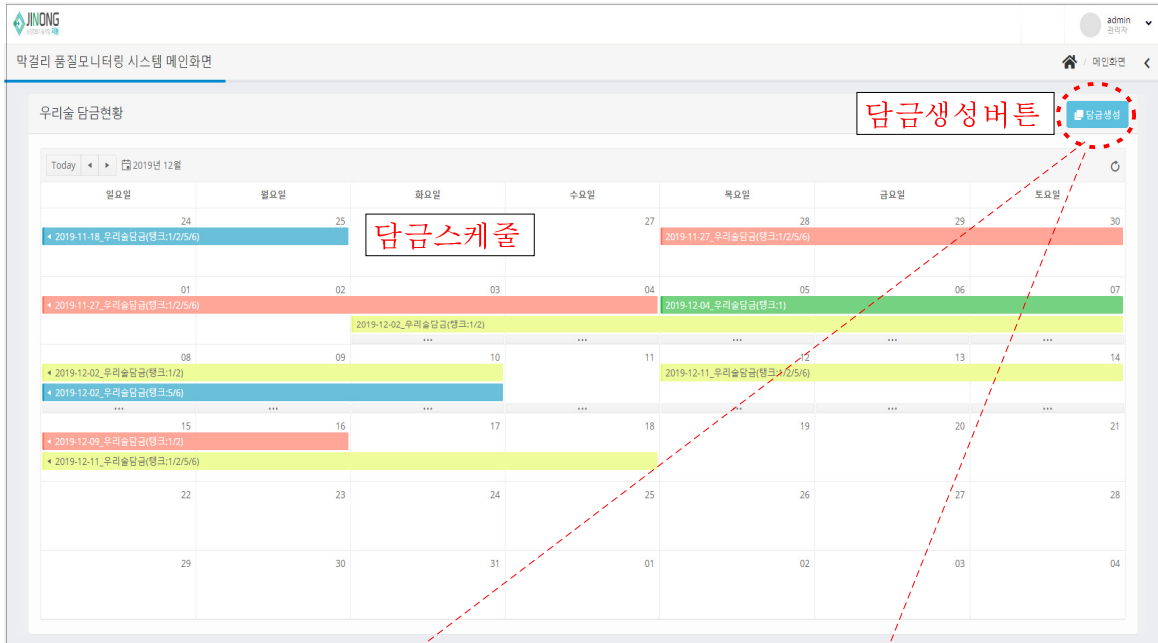 JINONG
admin
관리자
막걸리 품질모니터링 시스템 메인화면
/ 메인화면
우리술 담금현황
담금생성버튼
담금생성
Today
2019년 12월
일요일 월요일 화요일 수요일 목요일 금요일 토요일
24 25 27 28 29 30
담금스케줄
2019-11-18_우리술담금(탱크:1/2/5/6)
2019-11-27_우리술담금(탱크:1/2/5/6)
01 02 03 04 05 06 07
2019-11-27_우리술담금(탱크:1/2/5/6)
2019-12-04_우리술담금(탱크:1)
2019-12-02_우리술담금(탱크:1/2)
... ... ... ... ...
08 09 10 11 12 13 14
2019-12-02_우리술담금(탱크:1/2)
2019-12-11_우리술담금(탱크:1/2/5/6)
2019-12-02_우리술담금(탱크:5/6)
... ... ... ... ... ... ...
15 16 17 18 19 20 21
2019-12-09_우리술담금(탱크:1/2)
2019-12-11_우리술담금(탱크:1/2/5/6)
22 23 24 25 26 27 28
29 30 31 01 02 03 04